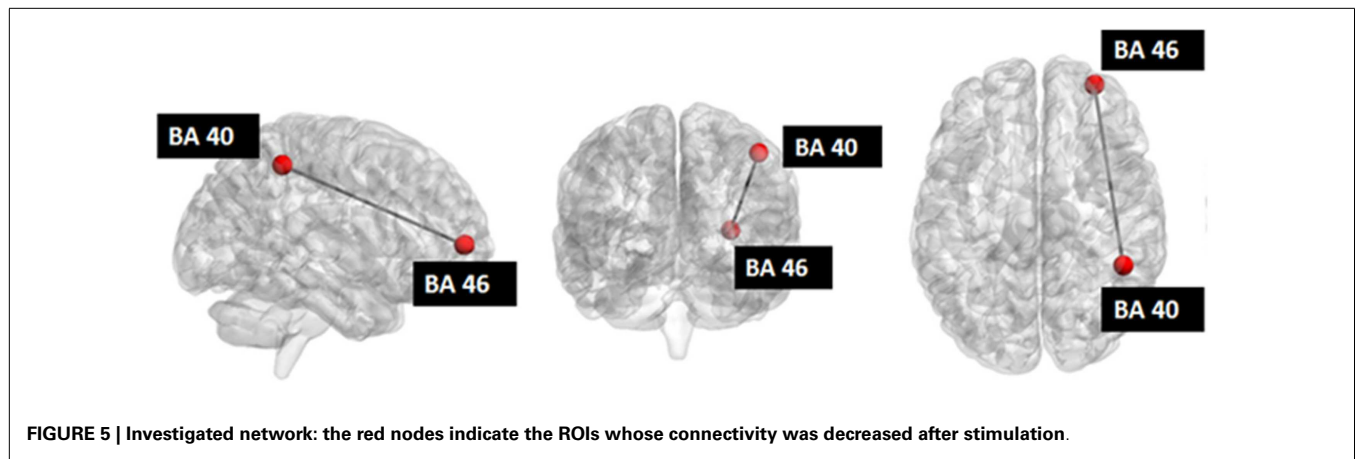 BA 40
BA 46
BA 40
BA 46
BA 46
BA 40
FIGURE 5 | Investigated network: the red nodes indicate the ROIs whose connectivity was decreased after stimulation.